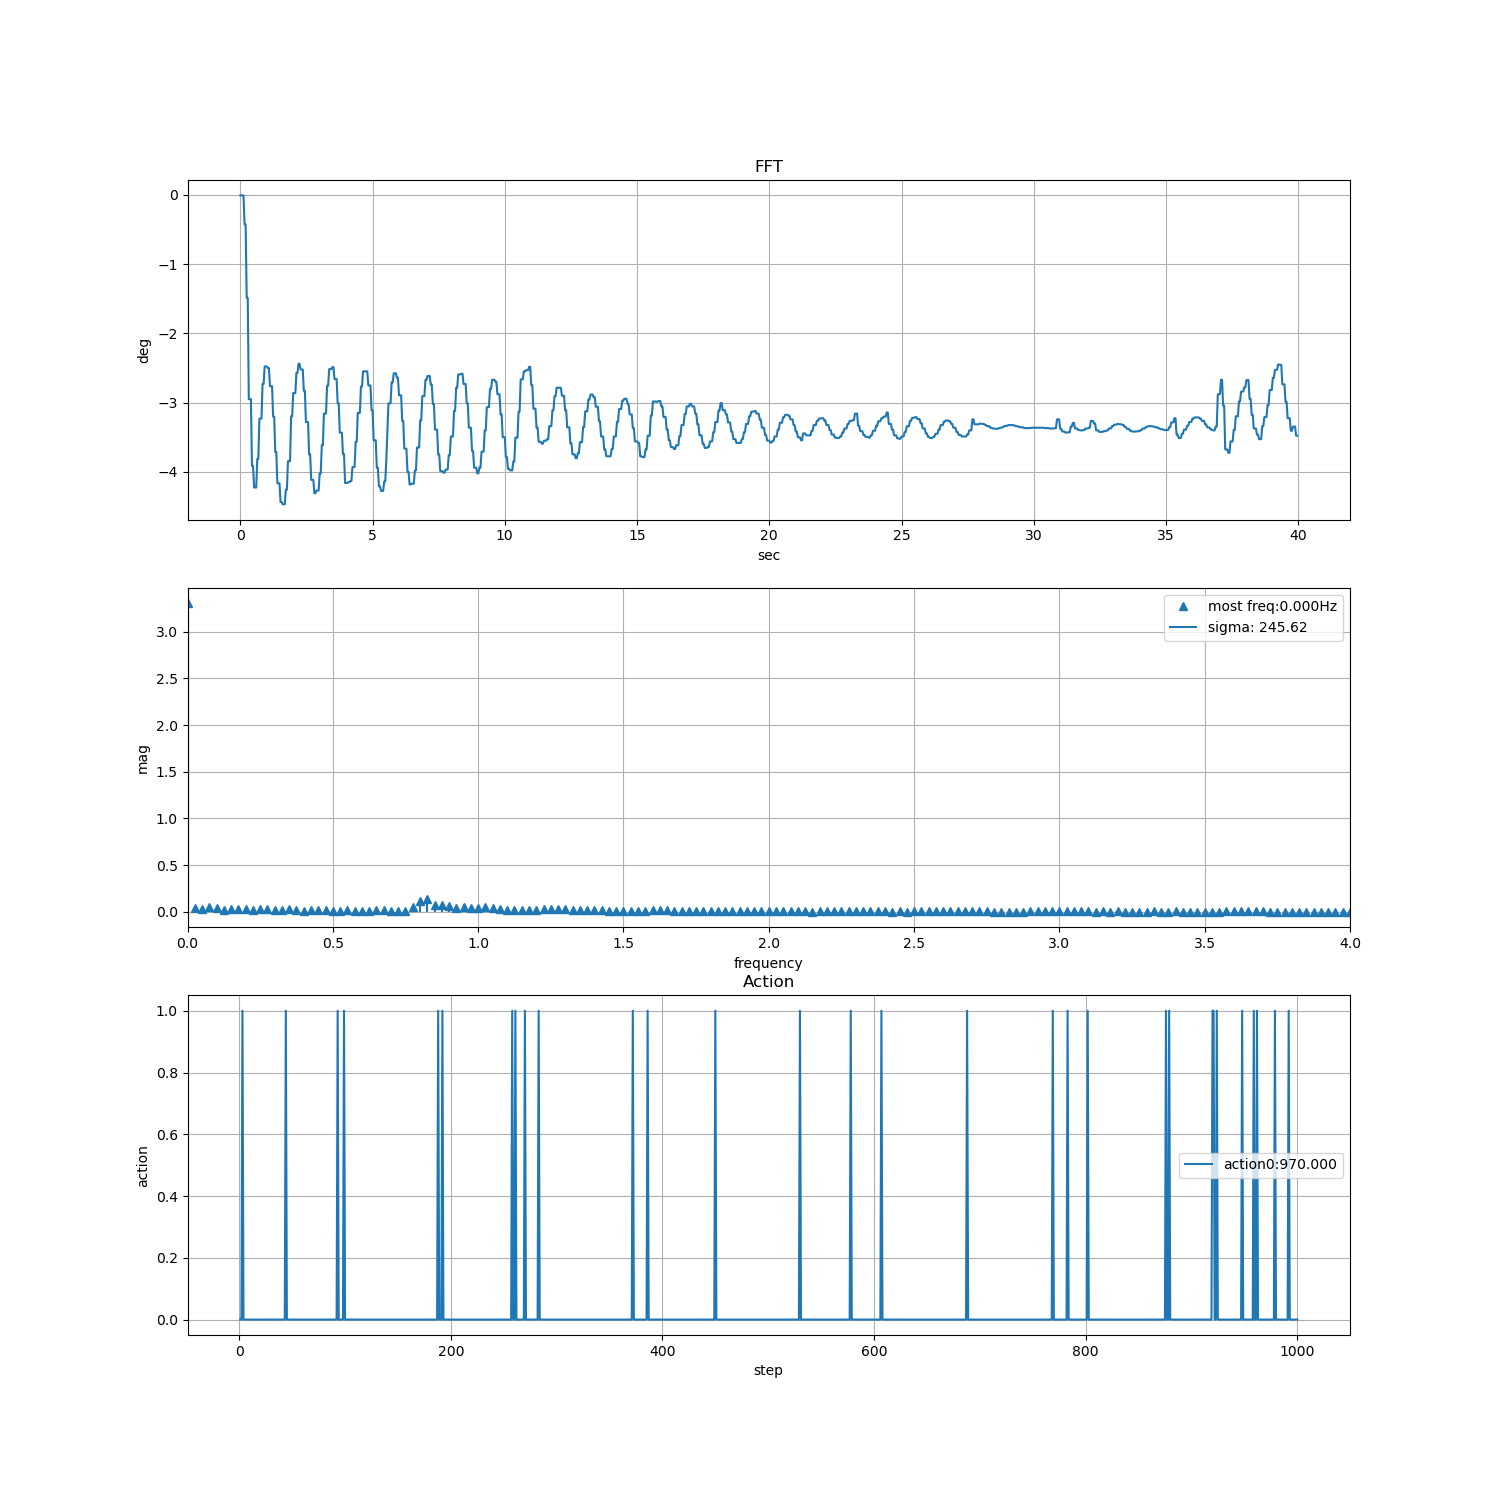 FFT
0
−1
−2
−3
−4
deg
0 5 10 15 20 25 30 35 40
sec
most freq:0.000Hz
sigma: 245.62
3.0
2.5
2.0
1.5
1.0
0.5
0.0
mag
0.0 0.5 1.0 1.5 2.0 2.5 3.0 3.5 4.0
frequency
Action
1.0
0.8
0.6
0.4
0.2
0.0
action
action0:970.000
0 200 400 600 800 1000
step